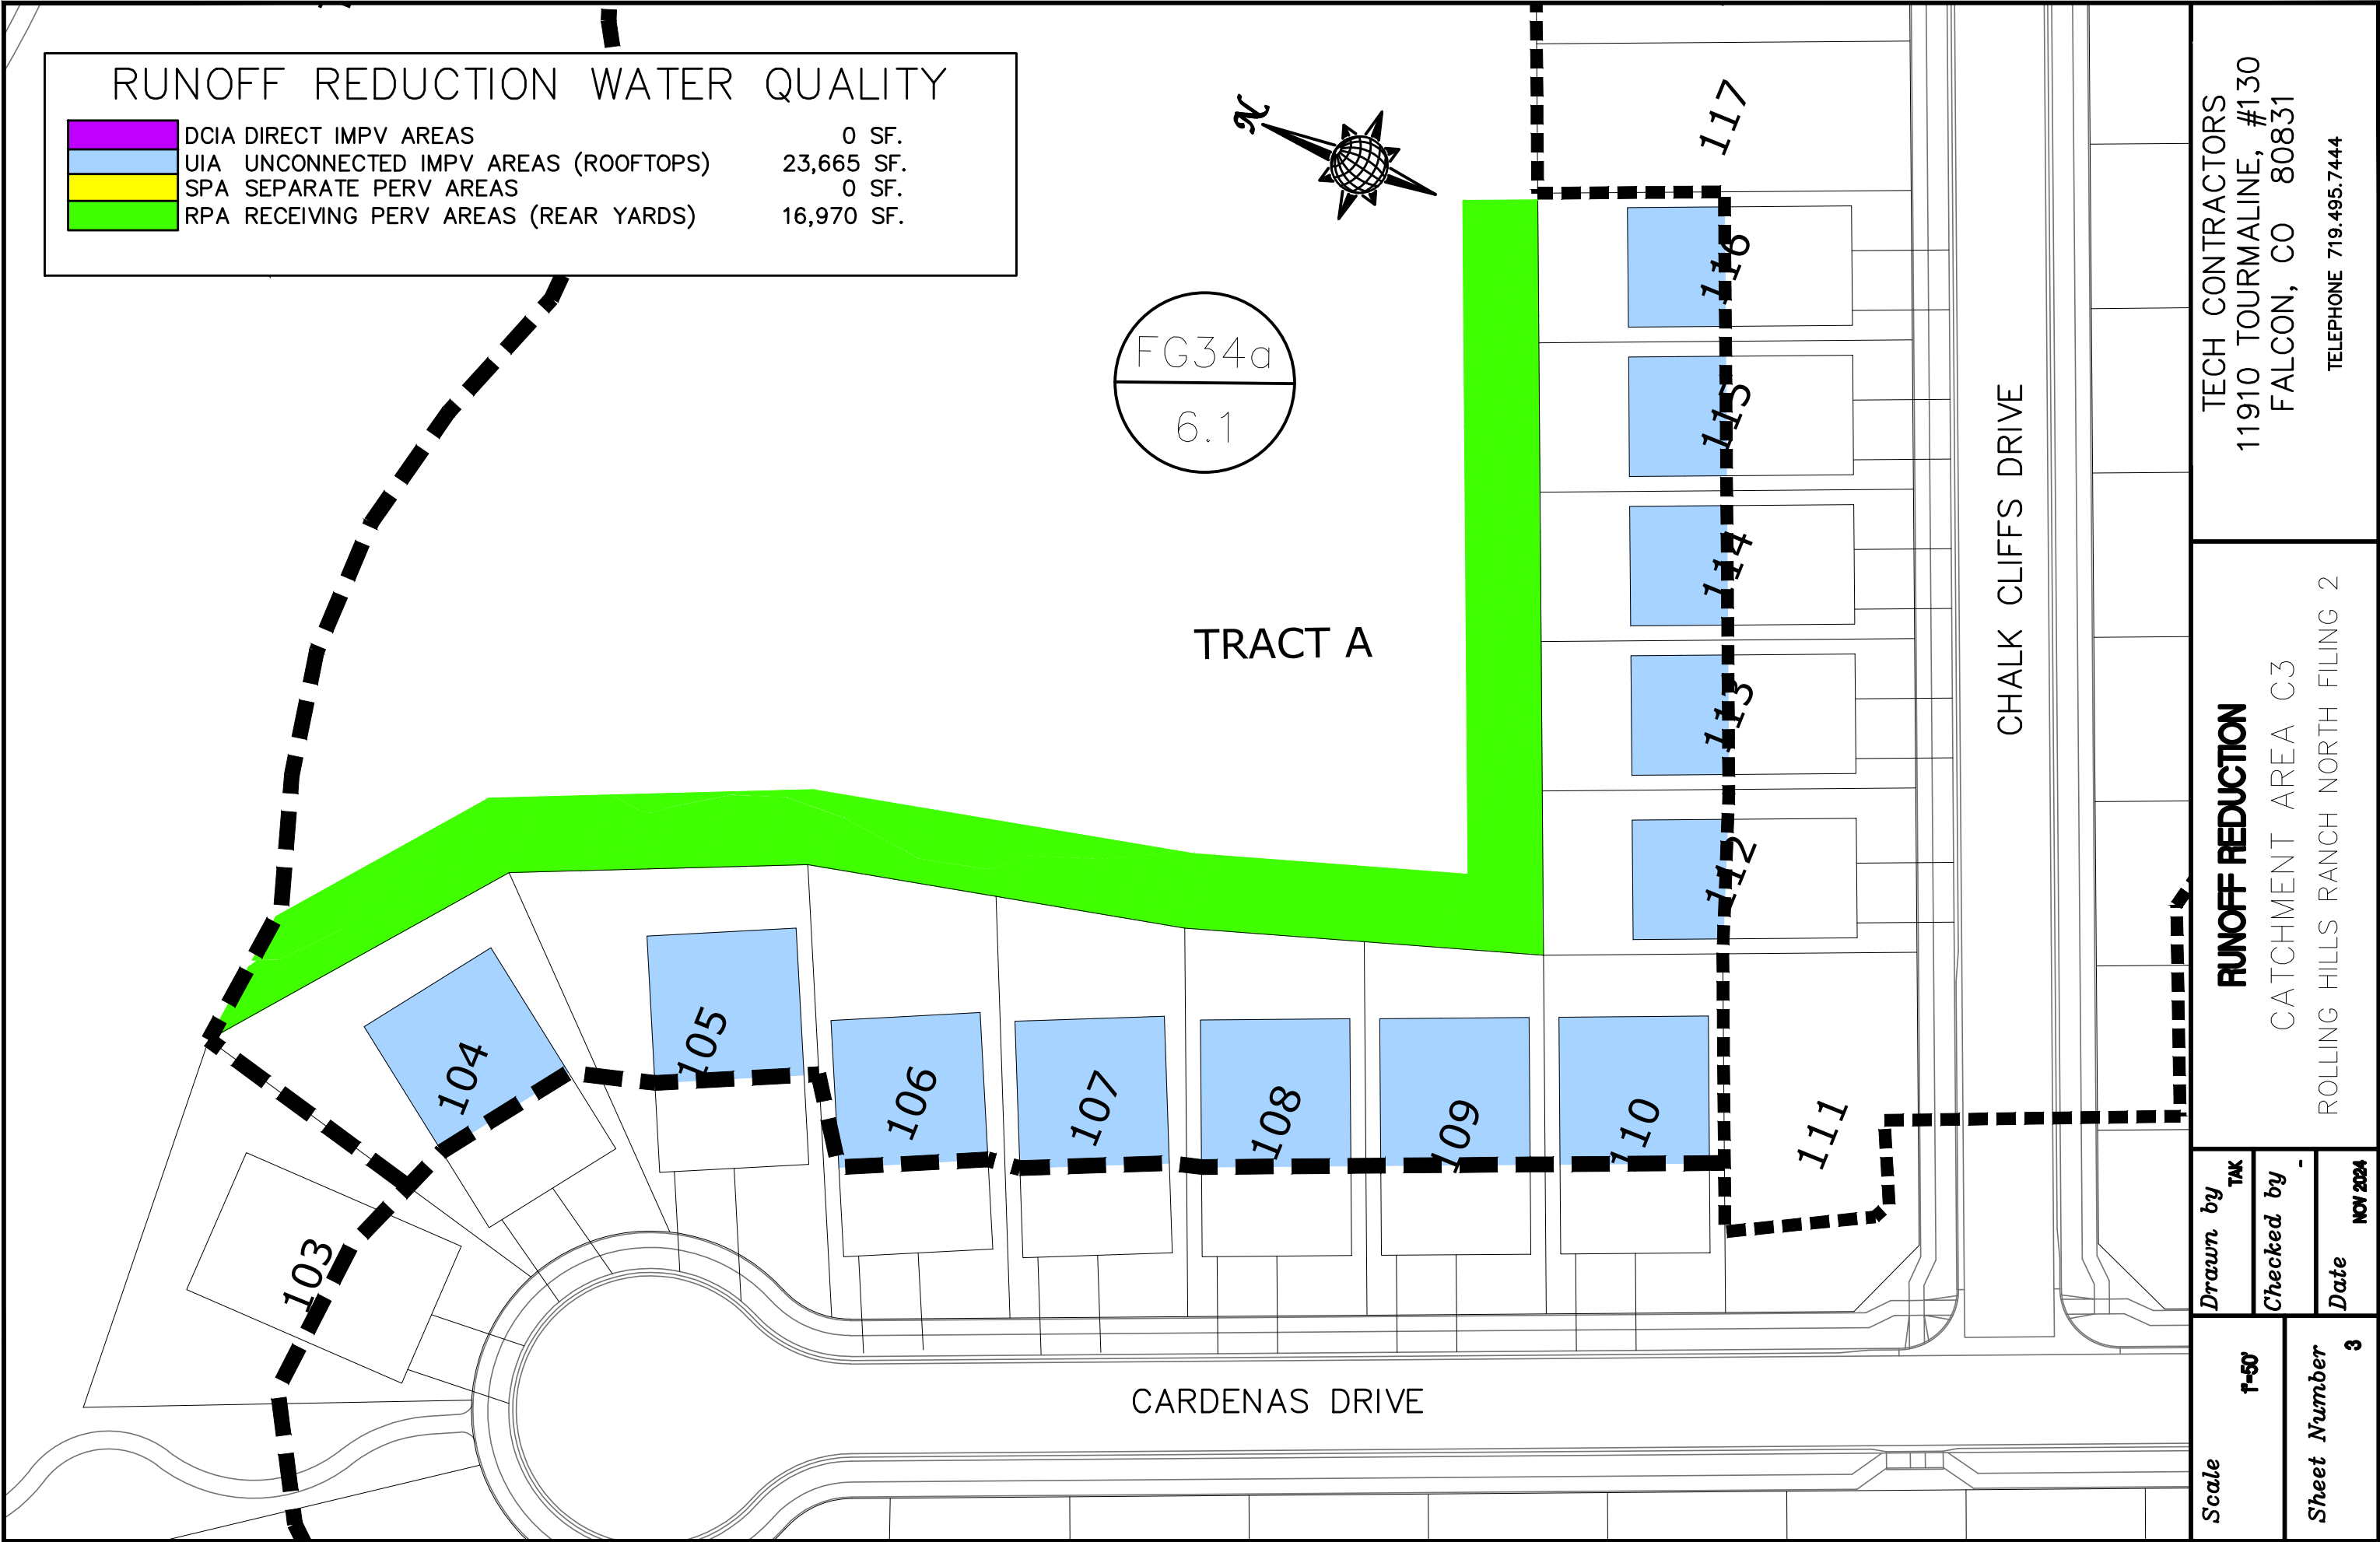 RUNOFF REDUCTION WATER QUALITY
DCIA DIRECT IMPV AREAS 0 SF.
UIA UNCONNECTED IMPV AREAS (ROOFTOPS) 23,665 SF.
SPA SEPARATE PERV AREAS 0 SF.
RPA RECEIVING PERV AREAS (REAR YARDS) 16,970 SF.
N
FG34a
6.1
TRACT A
117
116
115
114
113
112
111
110
109
108
107
106
105
104
103
CHALK CLIFFS DRIVE
CARDENAS DRIVE
TECH CONTRACTORS
11910 TOURMALINE, #130
FALCON, CO 80831
TELEPHONE 719.495.7444
RUNOFF REDUCTION
CATCHMENT AREA C3
ROLLING HILLS RANCH NORTH FILING 2
Drawn by
TAK
Checked by
-
Date
NOV 2024
Scale
1"=50'
Sheet Number
3